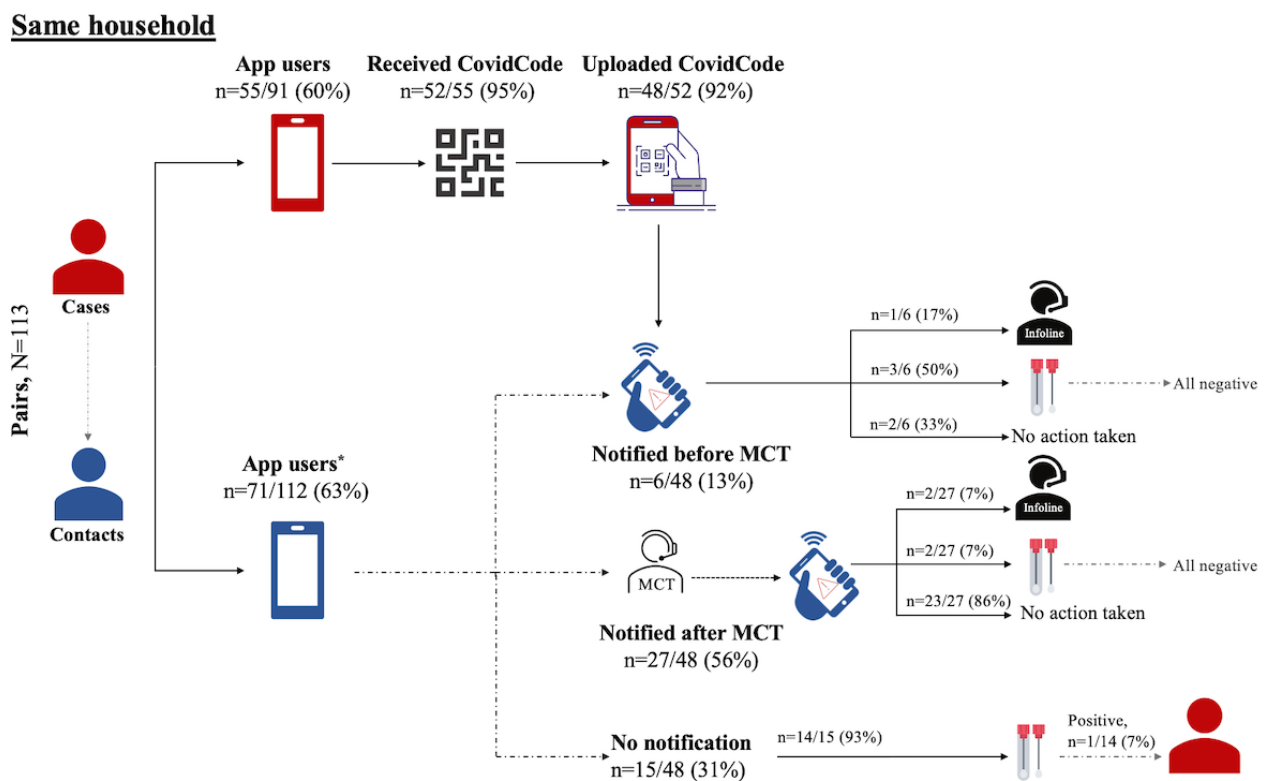 Same household
App users
n=55/91 (60%)
Received CovidCode
n=52/55 (95%)
Uploaded CovidCode
n=48/52 (92%)
Pairs, N=113
Cases
Contacts
App users*
n=71/112 (63%)
Notified before MCT
n=6/48 (13%)
n=1/6 (17%)
Infoline
n=3/6 (50%)
All negative
n=2/6 (33%)
No action taken
MCT
Notified after MCT
n=27/48 (56%)
n=2/27 (7%)
Infoline
n=2/27 (7%)
All negative
n=23/27 (86%)
No action taken
No notification
n=15/48 (31%)
n=14/15 (93%)
Positive,
n=1/14 (7%)